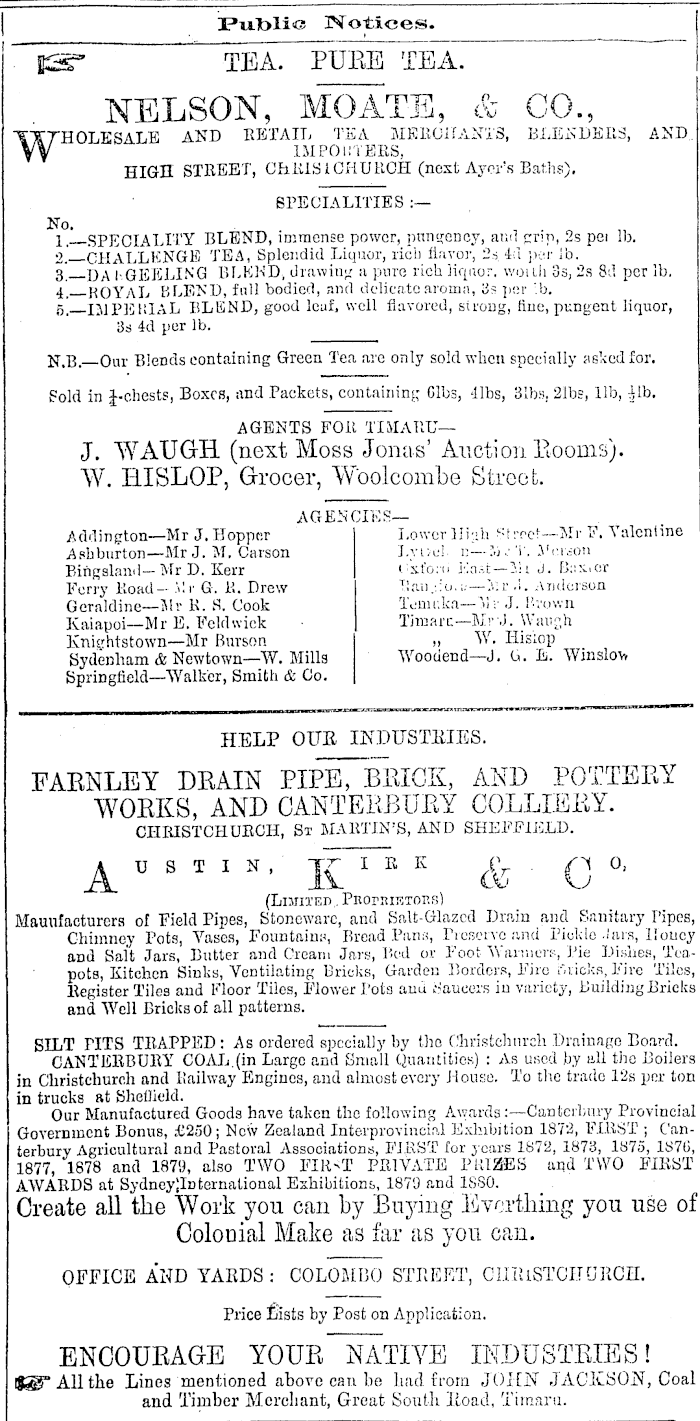 Public Notices.
TEA. PURE TEA.
NELSON, MOATE, & CO.,
WHOLESALE AND RETAIL TEA MERCHANTS, BLENDERS, AND
IMPORTERS,
HIGH STREET, CHRISTCHURCH (next Ayer's Baths).
SPECIALITIES :—
No.
1.—SPECIALITY BLEND, immense power, pungency, and grip, 2s per lb.
2.—CHALLENGE TEA, Splendid Liquor, rich flavor, 2s 4d per lb.
3.—DARGEELING BLEND, drawing a pure rich liquor, worth 3s, 2s 8d per lb.
4.—ROYAL BLEND, full bodied, and delicate aroma, 3s per lb.
5.—IMPERIAL BLEND, good leaf, well flavored, strong, fine, pungent liquor,
3s 4d per lb.
N.B.—Our Blends containing Green Tea are only sold when specially asked for.
Sold in ¼-chests, Boxes, and Packets, containing 6lbs, 4lbs, 3lbs, 2lbs, 1lb, ½lb.
AGENTS FOR TIMARU—
J. WAUGH (next Moss Jonas' Auction Rooms).
W. HISLOP, Grocer, Woolcombe Street.
AGENCIES—
Addington—Mr J. Hopper
Ashburton—Mr J. M. Carson
Bingsland—Mr D. Kerr
Ferry Road—Mr G. R. Drew
Geraldine—Mr R. S. Cook
Kaiapoi—Mr E. Feldwick
Knightstown—Mr Burson
Sydenham & Newtown—W. Mills
Springfield—Walker, Smith & Co.
Lower High Street—Mr F. Valentine
Lyttelton—Mr T. Merson
Oxford East—Mr J. Baxter
Rangiora—Mr J. Anderson
Temuka—Mr J. Brown
Timaru—Mr J. Waugh
„ W. Hislop
Woodend—J. G. E. Winslow
HELP OUR INDUSTRIES.
FARNLEY DRAIN PIPE, BRICK, AND POTTERY
WORKS, AND CANTERBURY COLLIERY.
CHRISTCHURCH, ST MARTIN'S, AND SHEFFIELD.
AUSTIN, KIRK & CO,
(LIMITED PROPRIETORS)
Maunfacturers of Field Pipes, Stoneware, and Salt-Glazed Drain and Sanitary Pipes,
Chimney Pots, Vases, Fountains, Bread Pans, Preserve and Pickle Jars, Honey
and Salt Jars, Butter and Cream Jars, Bed or Foot Warmers, Pie Dishes, Tea-
pots, Kitchen Sinks, Ventilating Bricks, Garden Borders, Fire Bricks, Fire Tiles,
Register Tiles and Floor Tiles, Flower Pots and Saucers in variety, Building Bricks
and Well Bricks of all patterns.
SILT PITS TRAPPED: As ordered specially by the Christchurch Drainage Board.
CANTERBURY COAL (in Large and Small Quantities) : As used by all the Boilers
in Christchurch and Railway Engines, and almost every House. To the trade 12s per ton
in trucks at Sheffield.
Our Manufactured Goods have taken the following Awards:—Canterbury Provincial
Government Bonus, £250; New Zealand Interprovincial Exhibition 1872, FIRST; Can-
terbury Agricultural and Pastoral Associations, FIRST for years 1872, 1873, 1875, 1876,
1877, 1878 and 1879, also TWO FIRST PRIVATE PRIZES and TWO FIRST
AWARDS at Sydney International Exhibitions, 1879 and 1880.
Create all the Work you can by Buying Everthing you use of
Colonial Make as far as you can.
OFFICE AND YARDS: COLOMBO STREET, CHRISTCHURCH.
Price Lists by Post on Application.
ENCOURAGE YOUR NATIVE INDUSTRIES!
All the Lines mentioned above can be had from JOHN JACKSON, Coal
and Timber Merchant, Great South Road, Timaru.